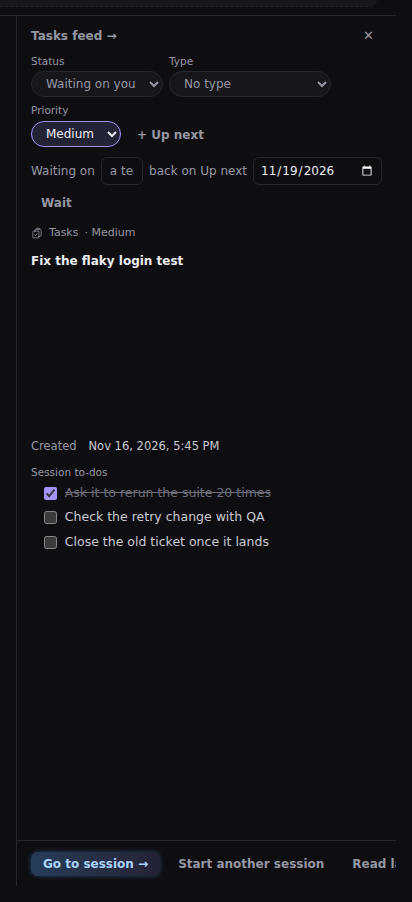 Tasks feed → ×
Status Type
Waiting on you No type
Priority
Medium + Up next
Waiting on a te back on Up next 11/19/2026
Wait
Tasks · Medium
Fix the flaky login test
Created Nov 16, 2026, 5:45 PM
Session to-dos
Ask it to rerun the suite 20 times
Check the retry change with QA
Close the old ticket once it lands
Go to session → Start another session Read